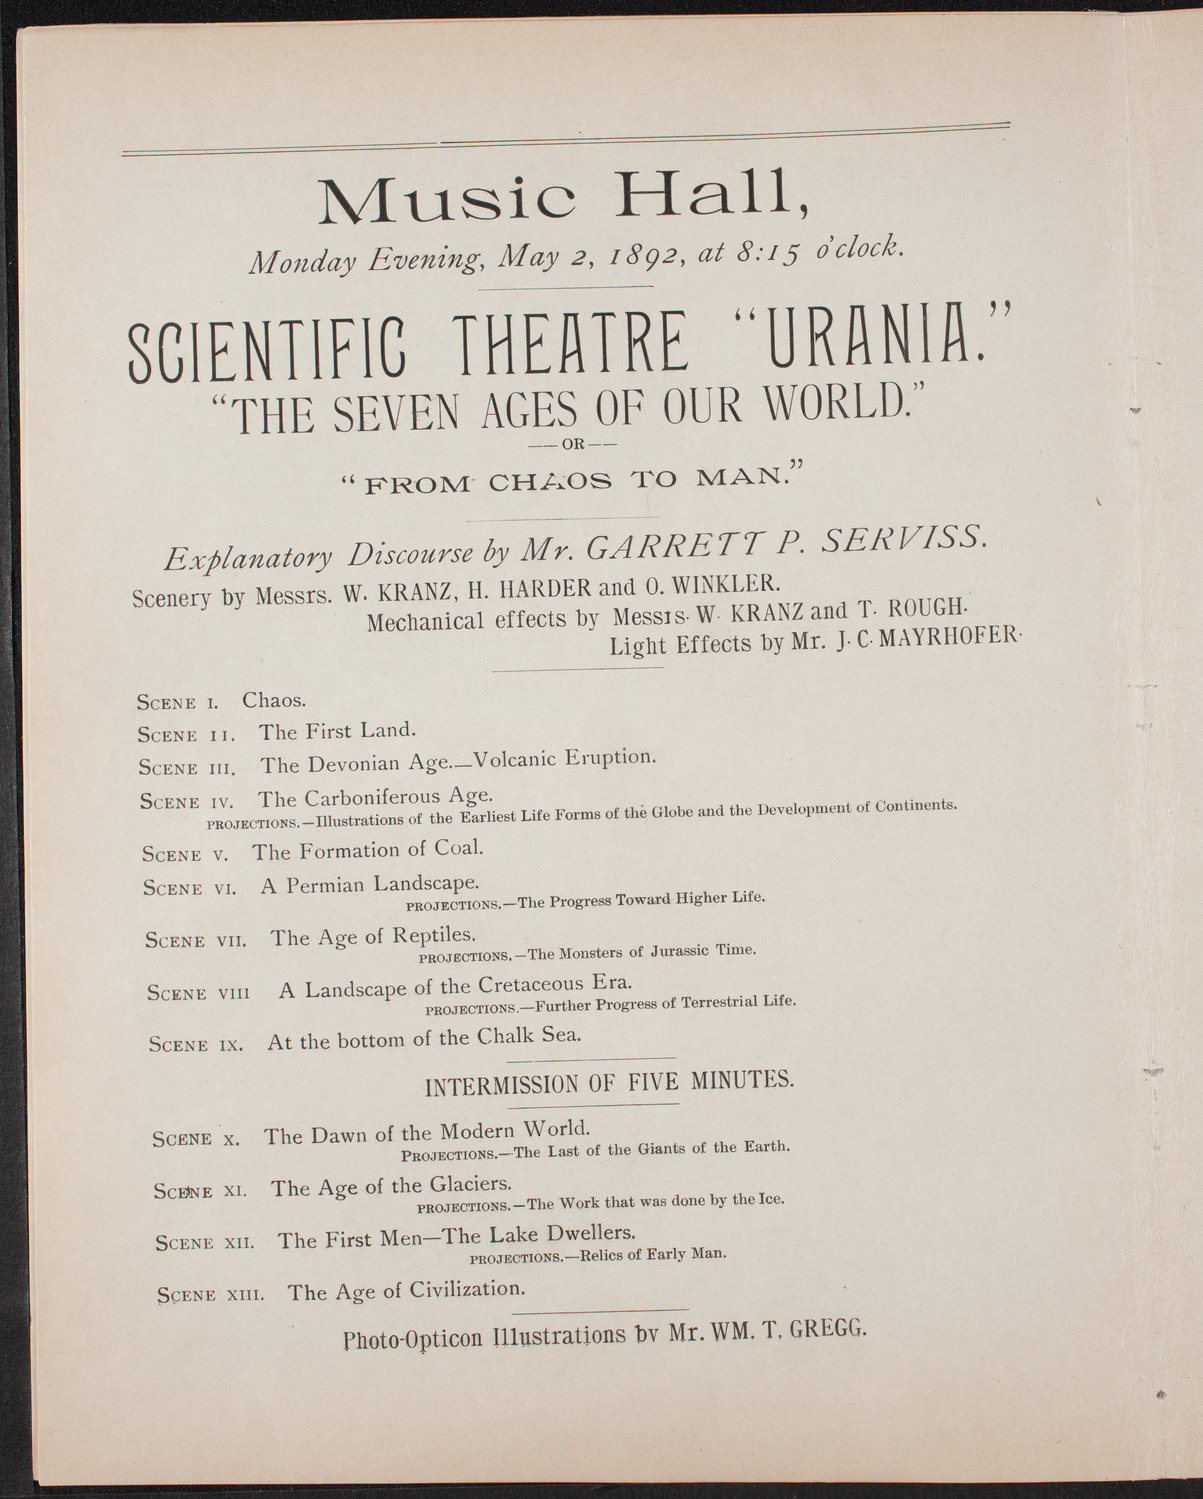 Music Hall,
Monday Evening, May 2, 1892, at 8:15 o'clock.
SCIENTIFIC THEATRE "URANIA."
"THE SEVEN AGES OF OUR WORLD."
—OR—
"FROM CHAOS TO MAN."
Explanatory Discourse by Mr. GARRETT P. SERVISS.
Scenery by Messrs. W. KRANZ, H. HARDER and O. WINKLER.
Mechanical effects by Messrs. W. KRANZ and T. ROUGH.
Light Effects by Mr. J. C. MAYRHOFER.
SCENE I. Chaos.
SCENE II. The First Land.
SCENE III. The Devonian Age.—Volcanic Eruption.
SCENE IV. The Carboniferous Age.
PROJECTIONS.—Illustrations of the Earliest Life Forms of the Globe and the Development of Continents.
SCENE V. The Formation of Coal.
SCENE VI. A Permian Landscape.
PROJECTIONS.—The Progress Toward Higher Life.
SCENE VII. The Age of Reptiles.
PROJECTIONS.—The Monsters of Jurassic Time.
SCENE VIII A Landscape of the Cretaceous Era.
PROJECTIONS.—Further Progress of Terrestrial Life.
SCENE IX. At the bottom of the Chalk Sea.
INTERMISSION OF FIVE MINUTES.
SCENE X. The Dawn of the Modern World.
PROJECTIONS.—The Last of the Giants of the Earth.
SCENE XI. The Age of the Glaciers.
PROJECTIONS.—The Work that was done by the Ice.
SCENE XII. The First Men—The Lake Dwellers.
PROJECTIONS.—Relics of Early Man.
SCENE XIII. The Age of Civilization.
Photo-Opticon Illustrations by Mr. WM. T. GREGG.